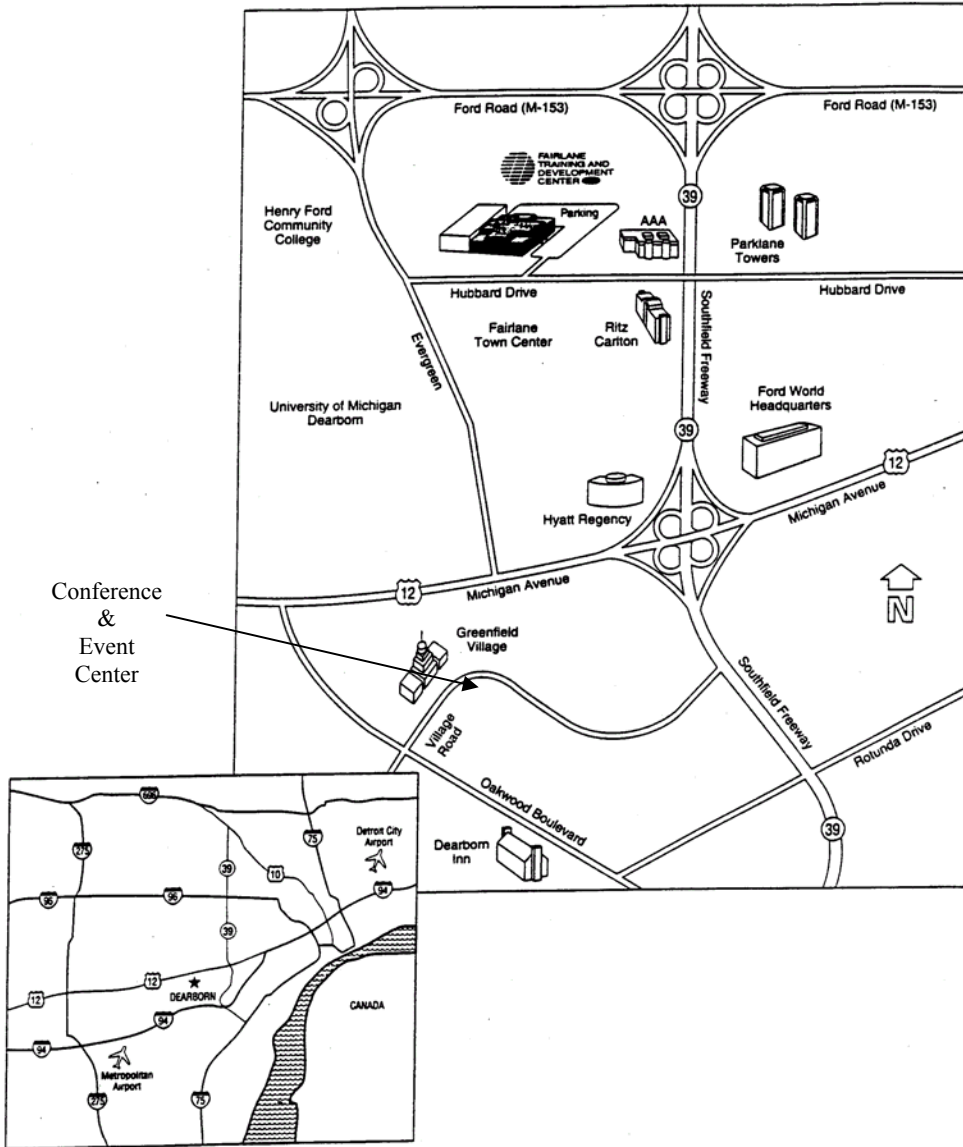 Ford Road (M-153)
Ford Road (M-153)
FAIRLANE
TRAINING AND
DEVELOPMENT
CENTER
39
Henry Ford
Community
College
Parking
AAA
Parklane
Towers
Hubbard Drive
Hubbard Drive
Evergreen
Fairlane
Town Center
Ritz
Carlton
Southfield Freeway
University of Michigan
Dearborn
Ford World
Headquarters
39
12
Hyatt Regency
Michigan Avenue
12
Michigan Avenue
N
Conference
&
Event
Center
Greenfield
Village
Village
Road
Southfield Freeway
Rotunda Drive
Oakwood Boulevard
Dearborn
Inn
39
696
275
75
Detroit City
Airport
39
10
94
96
96
39
12
12
DEARBORN
94
94
CANADA
Metropolitan
Airport
275
75